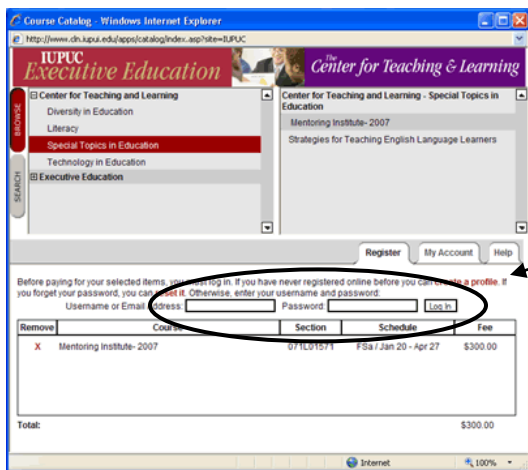 Course Catalog - Windows Internet Explorer
http://www.cln.iupui.edu/apps/catalog/index.asp?site=IUPUC
IUPUC
Executive Education
The
Center for Teaching & Learning
BROWSE
SEARCH
Center for Teaching and Learning
Diversity in Education
Literacy
Special Topics in Education
Technology in Education
Executive Education
Center for Teaching and Learning - Special Topics in
Education
Mentoring Institute- 2007
Strategies for Teaching English Language Learners
Register
My Account
Help
Before paying for your selected items, you must log in. If you have never registered online before you can create a profile. If
you forget your password, you can reset it. Otherwise, enter your username and password:
Username or Email Address:
Password:
Log In
Remove Course Section Schedule Fee
X Mentoring Institute- 2007 071L01571 FSa / Jan 20 - Apr 27 $300.00
Total: $300.00
Internet
100%